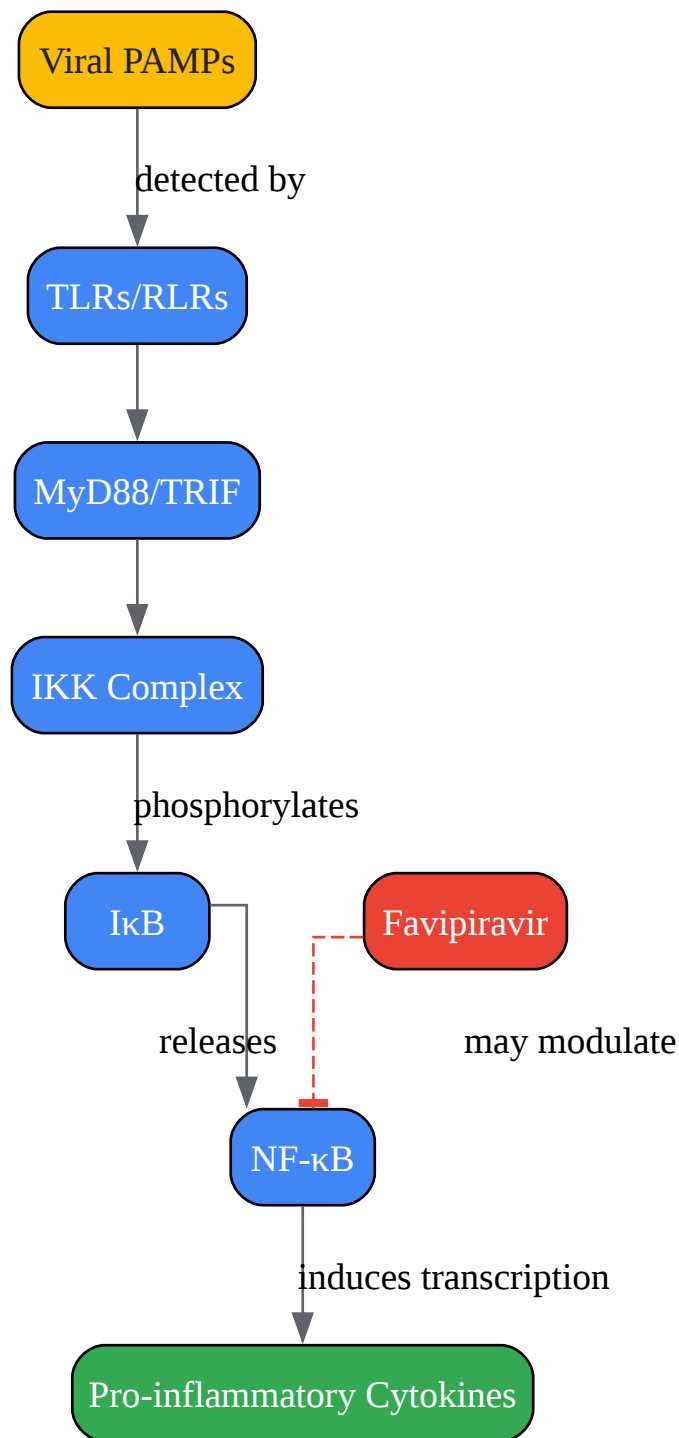 Viral PAMPs
detected by
TLRs/RLRs
MyD88/TRIF
IKK Complex
phosphorylates
IκB
Favipiravir
releases
may modulate
NF-κB
induces transcription
Pro-inflammatory Cytokines